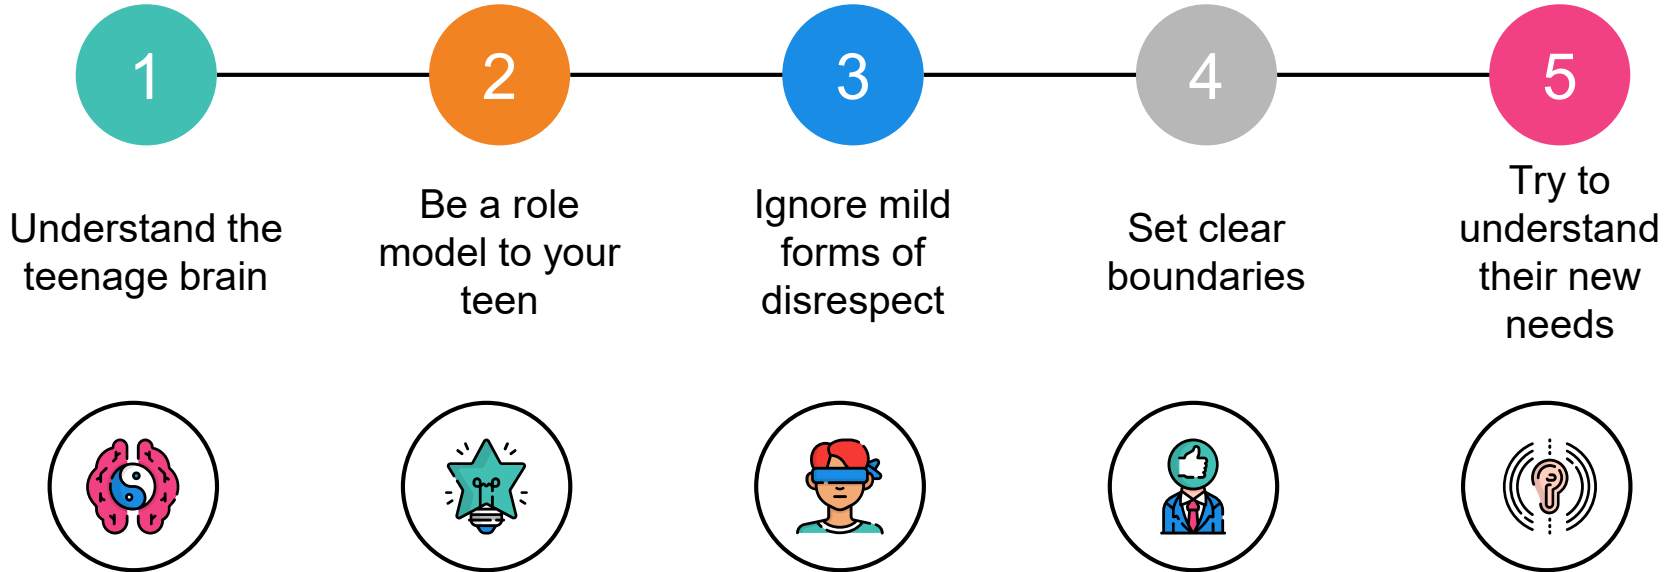 1
2
3
4
5
Understand the
teenage brain
Be a role
model to your
teen
Ignore mild
forms of
disrespect
Set clear
boundaries
Try to
understand
their new
needs